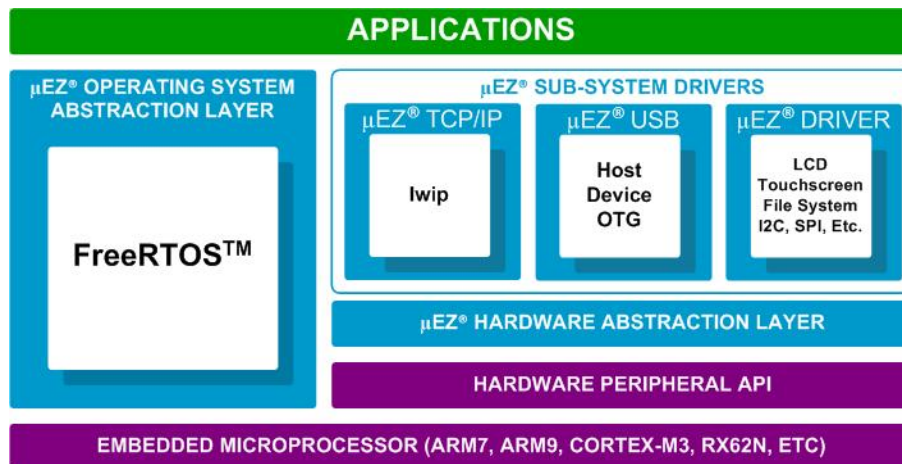 APPLICATIONS
μEZ® OPERATING SYSTEM
ABSTRACTION LAYER
FreeRTOS™
μEZ® SUB-SYSTEM DRIVERS
μEZ® TCP/IP
lwip
μEZ® USB
Host
Device
OTG
μEZ® DRIVER
LCD
Touchscreen
File System
I2C, SPI, Etc.
μEZ® HARDWARE ABSTRACTION LAYER
HARDWARE PERIPHERAL API
EMBEDDED MICROPROCESSOR (ARM7, ARM9, CORTEX-M3, RX62N, ETC)